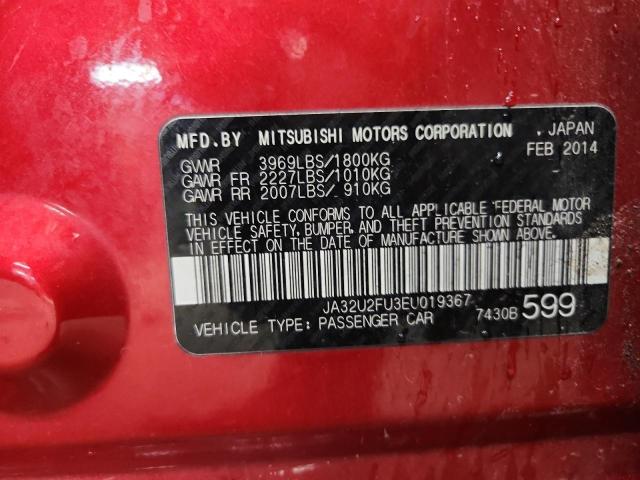 MFD.BY MITSUBISHI MOTORS CORPORATION . JAPAN
GVWR 3969LBS/1800KG FEB 2014
GAWR FR 2227LBS/1010KG
GAWR RR 2007LBS/ 910KG
THIS VEHICLE CONFORMS TO ALL APPLICABLE FEDERAL MOTOR
VEHICLE SAFETY, BUMPER, AND THEFT PREVENTION STANDARDS
IN EFFECT ON THE DATE OF MANUFACTURE SHOWN ABOVE.
JA32U2FU3EU019367
VEHICLE TYPE: PASSENGER CAR 7430B 599